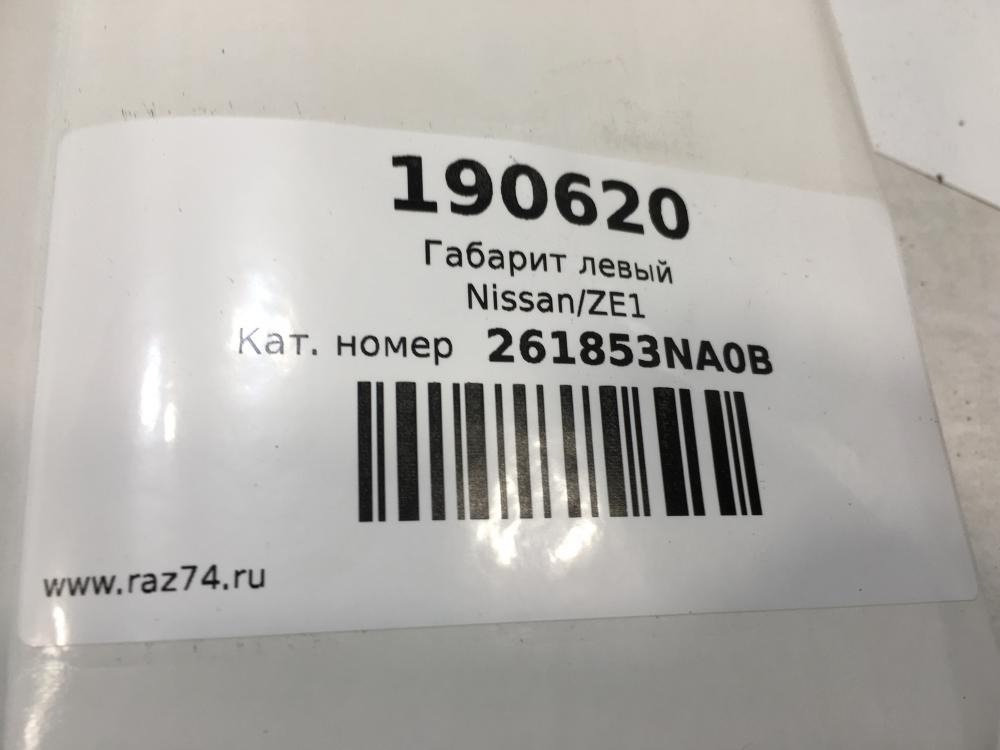 190620
Габарит левый
Nissan/ZE1
Кат. номер 261853NA0B
www.raz74.ru